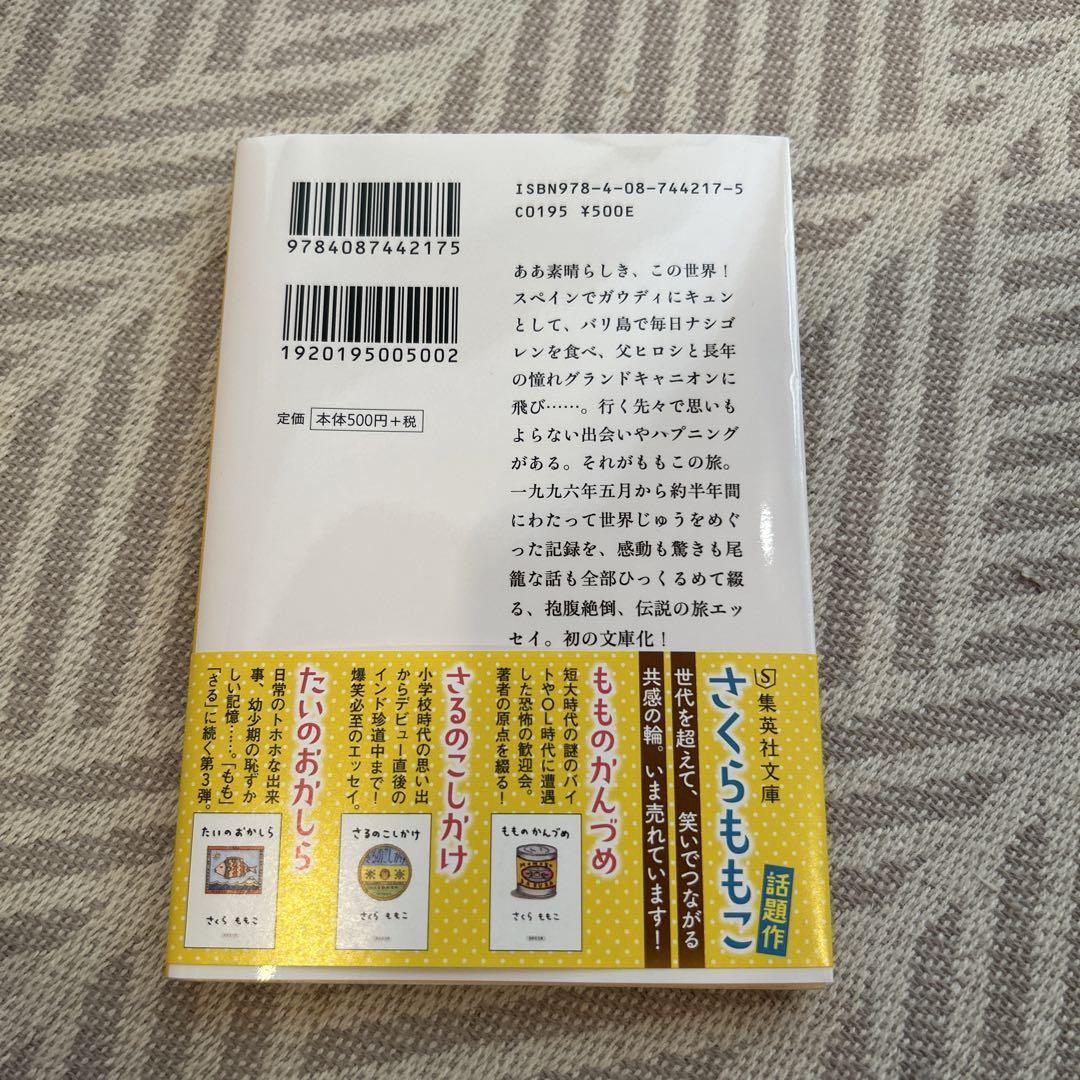 9784087442175
1920195005002
定価 本体500円+税
ISBN978-4-08-744217-5
C0195 ¥500E
ああ素晴らしき、この世界！
スペインでガウディにキュン
として、バリ島で毎日ナシゴ
レンを食べ、父ヒロシと長年
の憧れグランドキャニオンに
飛び……。行く先々で思いも
よらない出会いやハプニング
がある。それがももこの旅。
一九九六年五月から約半年間
にわたって世界じゅうをめぐ
った記録を、感動も驚きも尾
籠な話も全部ひっくるめて綴
る、抱腹絶倒、伝説の旅エッ
セイ。初の文庫化！
S集英社文庫
さくらももこ
話題作
世代を超えて、笑いでつながる
共感の輪。いま売れています！
もものかんづめ
短大時代の謎のバイ
トやOL時代に遭遇
した恐怖の歓迎会。
著者の原点を綴る！
もものかんづめ
さくらももこ
さるのこしかけ
小学校時代の思い出
からデビュー直後の
インド珍道中まで！
爆笑必至のエッセイ。
さるのこしかけ
さくらももこ
たいのおかしら
日常のトホホな出来
事、幼少期の恥ずか
しい記憶……。「もも」
「さる」に続く第3弾。
たいのおかしら
さくらももこ